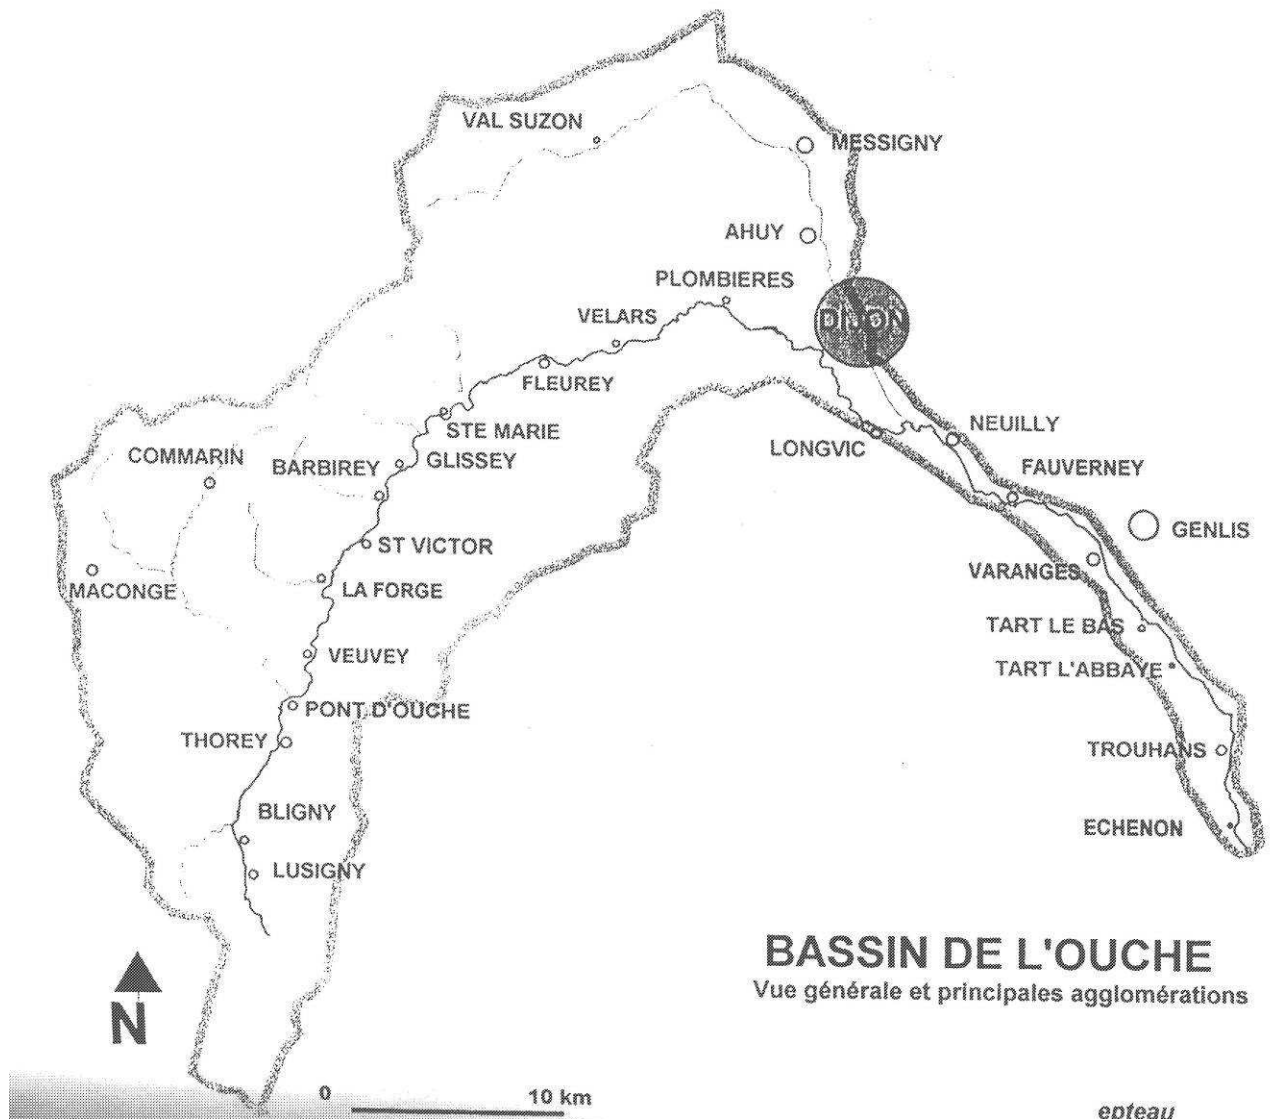 VAL SUZON
MESSIGNY
AHUY
PLOMBIERES
DIJON
VELARS
FLEUREY
STE MARIE
NEUILLY
LONGVIC
COMMARIN
BARBIREY
GLISSEY
FAUVERNEY
GENLIS
ST VICTOR
VARANGES
MACONGE
LA FORGE
TART LE BAS
VEUVEY
TART L'ABBAYE
PONT D'OUCHE
THOREY
TROUHANS
BLIGNY
ECHENON
LUSIGNY
BASSIN DE L'OUCHE
Vue générale et principales agglomérations
N
0 10 km
epteau